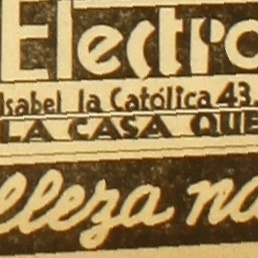 Electro
Isabel la Católica 43.
LA CASA QUE
lleza na